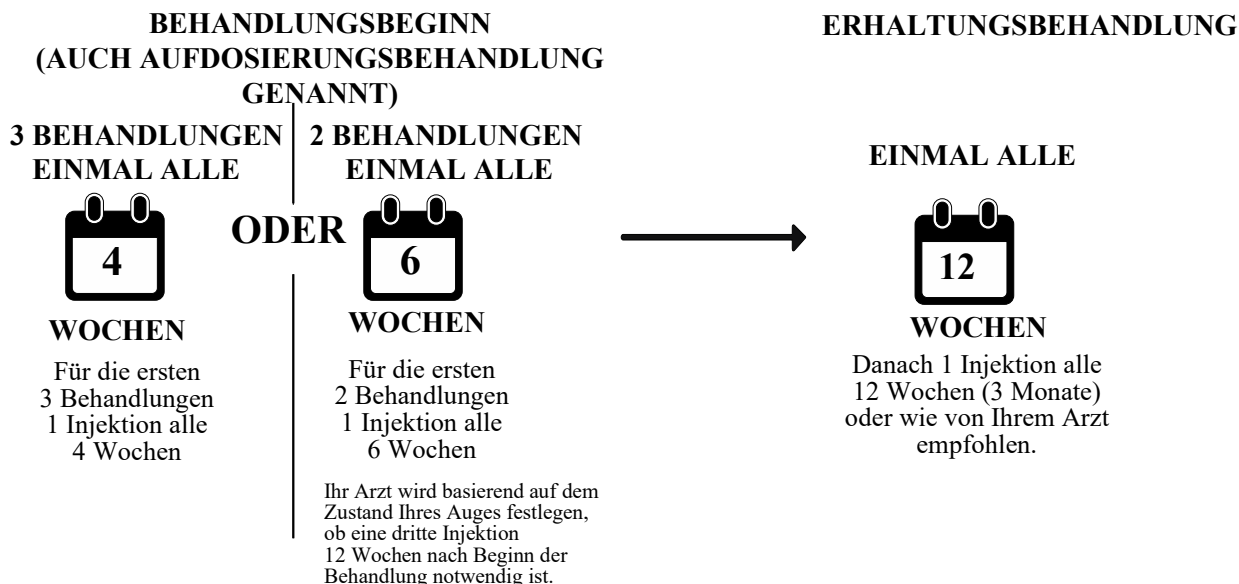 BEHANDLUNGSBEGINN
(AUCH AUFDOSIERUNGSBEHANDLUNG
GENANNT)
3 BEHANDLUNGEN
EINMAL ALLE
4
WOCHEN
Für die ersten
3 Behandlungen
1 Injektion alle
4 Wochen
ODER
2 BEHANDLUNGEN
EINMAL ALLE
6
WOCHEN
Für die ersten
2 Behandlungen
1 Injektion alle
6 Wochen
Ihr Arzt wird basierend auf dem
Zustand Ihres Auges festlegen,
ob eine dritte Injektion
12 Wochen nach Beginn der
Behandlung notwendig ist.
ERHALTUNGSBEHANDLUNG
EINMAL ALLE
12
WOCHEN
Danach 1 Injektion alle
12 Wochen (3 Monate)
oder wie von Ihrem Arzt
empfohlen.